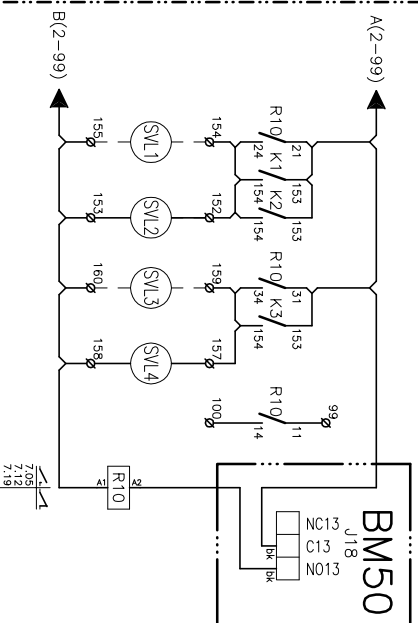 A(2-99)
B(2-99)
R10
21
24
K1
153
154
K2
153
154
154
152
SVL1
SVL2
155
153
R10
31
34
K3
153
154
159
157
SVL3
SVL4
160
158
R10
99
11
14
100
BM50
J18
NC13
C13
NO13
bk
bk
R10
A1
A2
7.05
7.12
7.19